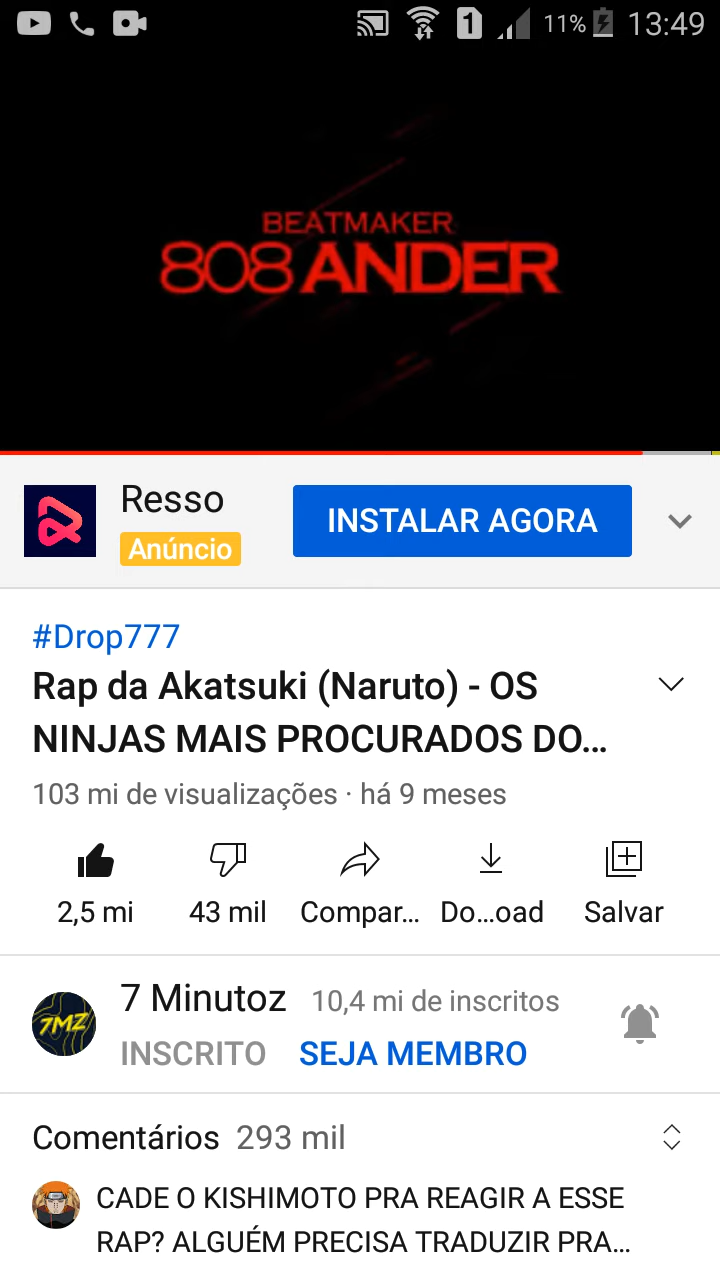 1 11% 13:49
BEATMAKER
808 ANDER
Resso
Anúncio
INSTALAR AGORA
#Drop777
Rap da Akatsuki (Naruto) - OS
NINJAS MAIS PROCURADOS DO...
103 mi de visualizações · há 9 meses
2,5 mi 43 mil Compar... Do...oad Salvar
7MZ
7 Minutoz 10,4 mi de inscritos
INSCRITO SEJA MEMBRO
Comentários 293 mil
CADE O KISHIMOTO PRA REAGIR A ESSE
RAP? ALGUÉM PRECISA TRADUZIR PRA...